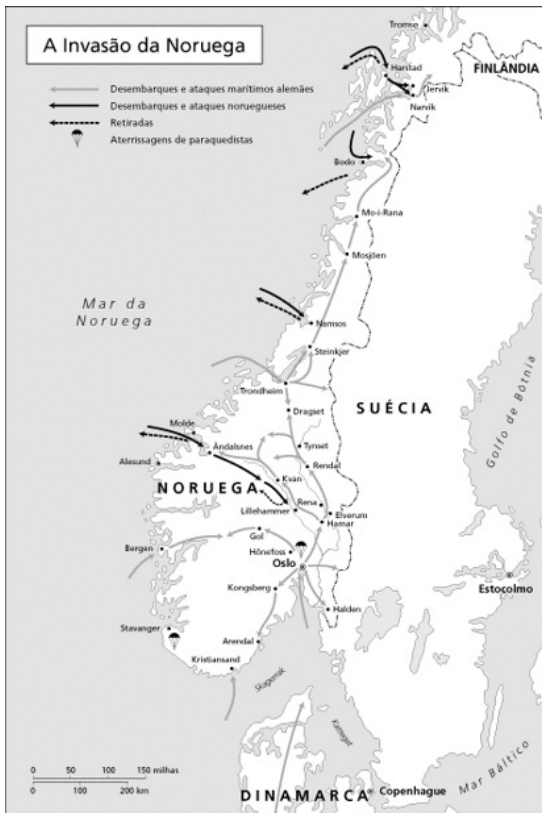 A Invasão da Noruega
Desembarques e ataques marítimos alemães
Desembarques e ataques noruegueses
Retiradas
Aterrissagens de paraquedistas
Tromsø
Harstad
FINLÂNDIA
Jervik
Narvik
Bodo
Mo-i-Rana
Mosjöen
Mar da
Noruega
Namsos
Steinkjer
Trondheim
Dragset
SUÉCIA
Golfo de Bótnia
Molde
Åndalsnes
Tynset
Alesund
Rendal
Kvan
NORUEGA
Rena
Lillehammer
Elverum
Hamar
Gol
Bergen
Hönefoss
Oslo
Estocolmo
Kongsberg
Halden
Stavanger
Arendal
Kristiansand
Skagerrak
Kattegat
Mar Báltico
0 50 100 150 milhas
0 100 200 km
DINAMARCA
Copenhague